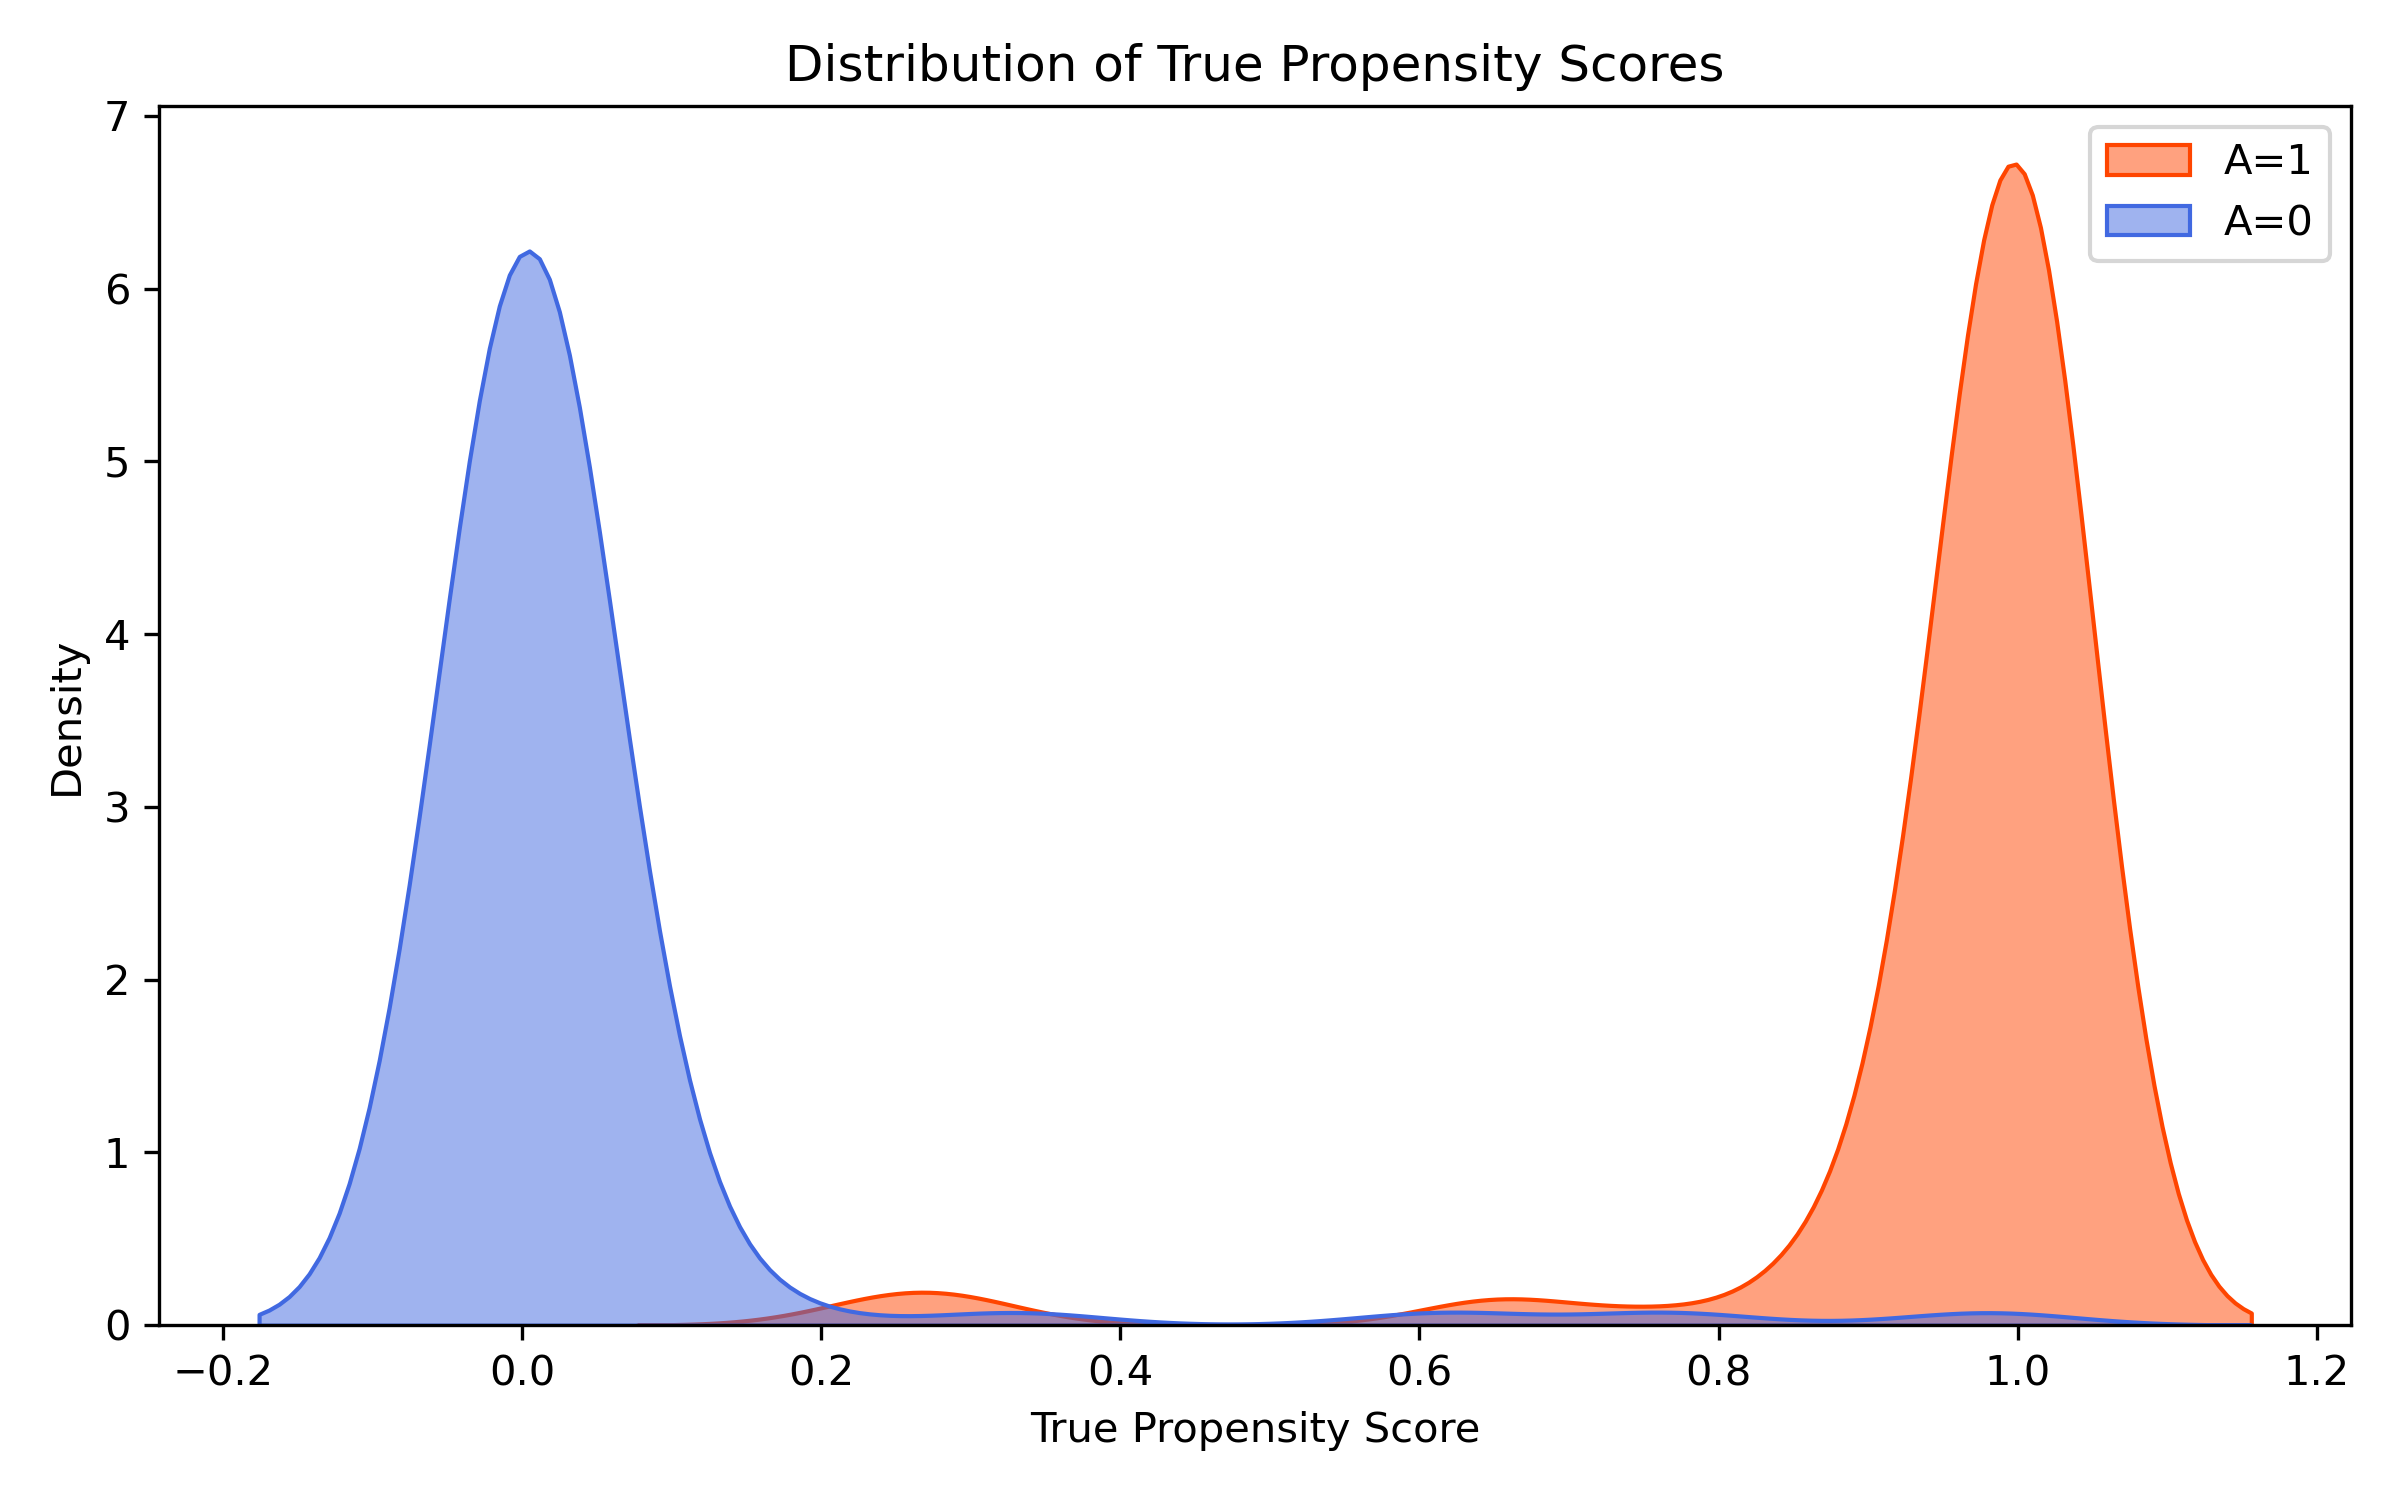 Distribution of True Propensity Scores
A=1
A=0
Density
7
6
5
4
3
2
1
0
−0.2 0.0 0.2 0.4 0.6 0.8 1.0 1.2
True Propensity Score